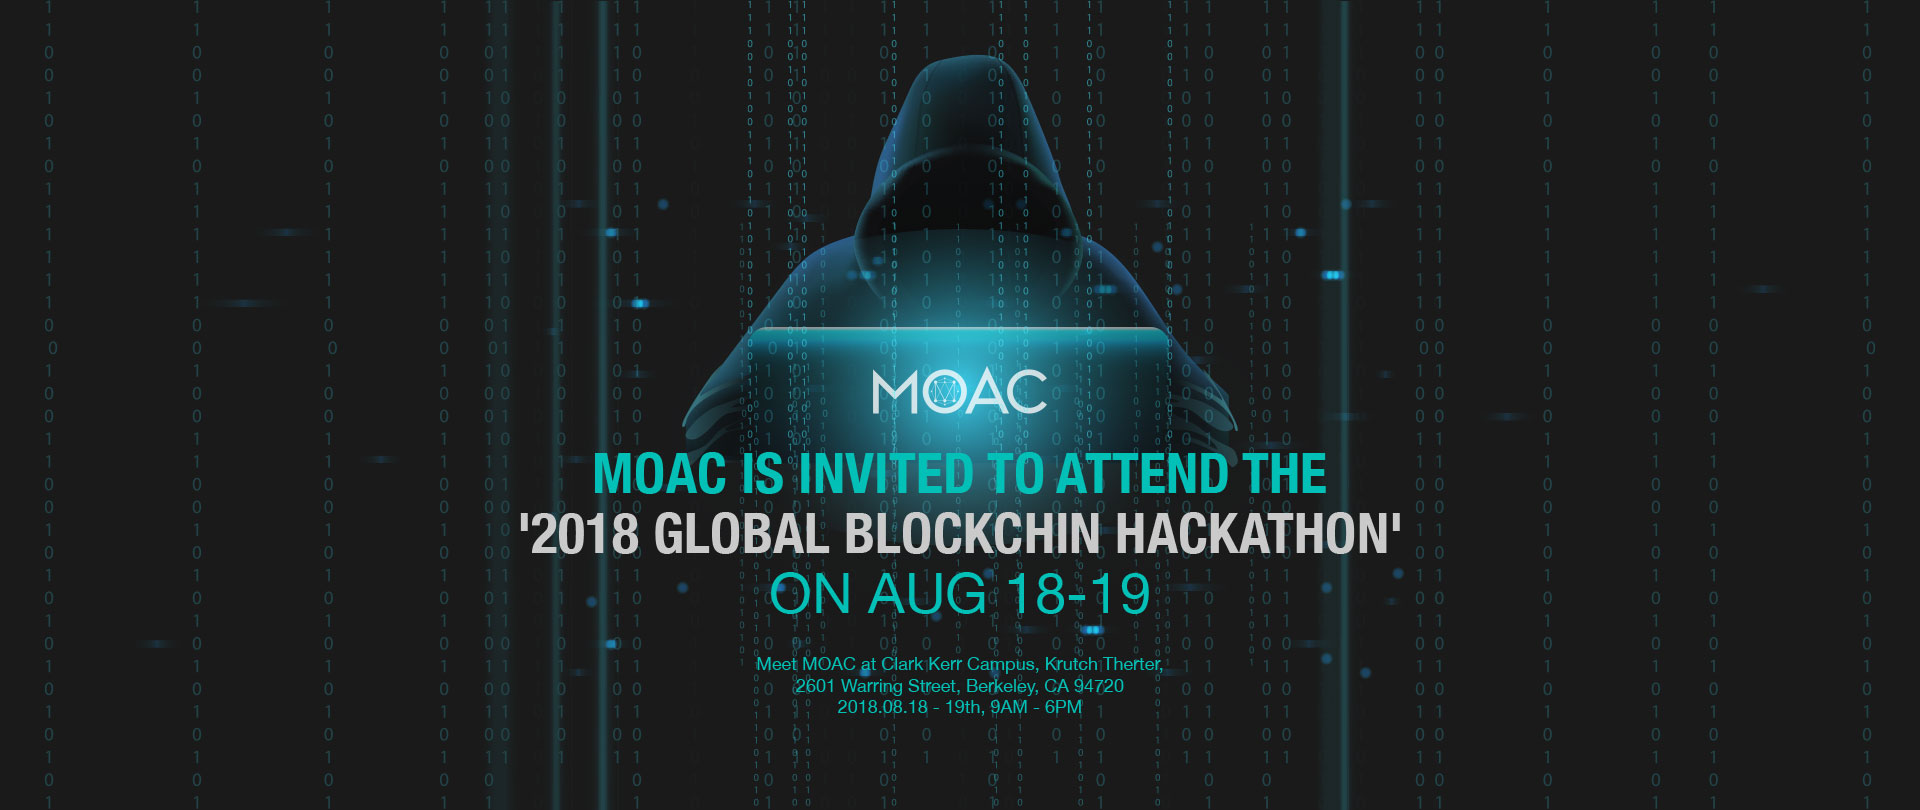 MOAC
MOAC IS INVITED TO ATTEND THE
'2018 GLOBAL BLOCKCHIN HACKATHON'
ON AUG 18-19
Meet MOAC at Clark Kerr Campus, Krutch Therter,
2601 Warring Street, Berkeley, CA 94720
2018.08.18 - 19th, 9AM - 6PM